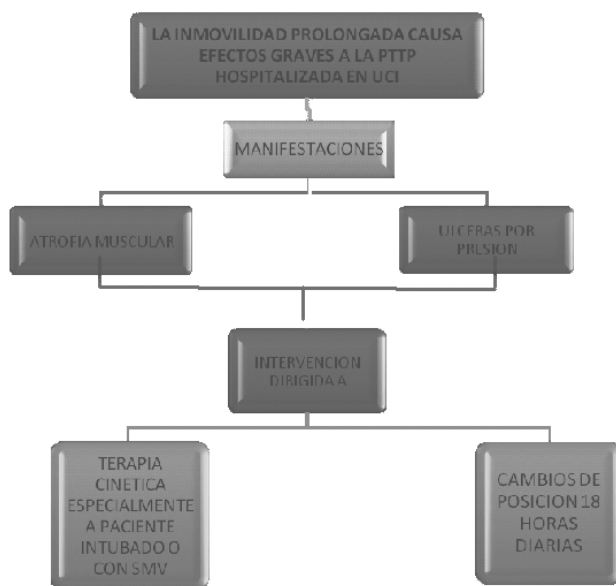 LA INMOVILIDAD PROLONGADA CAUSA
EFECTOS GRAVES A LA PTTP
HOSPITALIZADA EN UCI
MANIFESTACIONES
ATROFIA MUSCULAR
ULCERAS POR
PRESION
INTERVENCION
DIRIGIDA A
TERAPIA
CINETICA
ESPECIALMENTE
A PACIENTE
INTUBADO O
CON SMV
CAMBIOS DE
POSICION 18
HORAS
DIARIAS